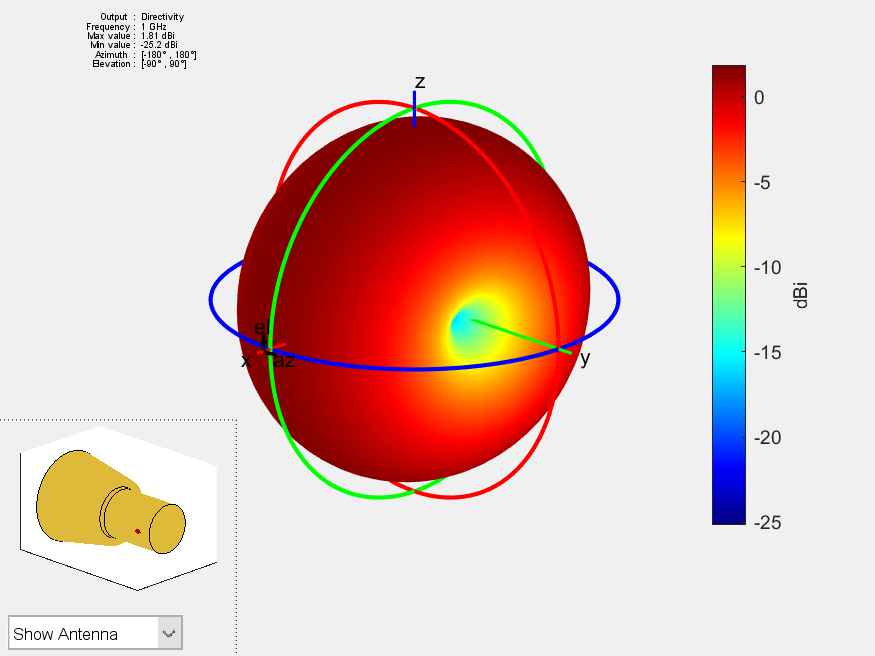 Output : Directivity
Frequency : 1 GHz
Max value : 1.81 dBi
Min value : -25.2 dBi
Azimuth : [-180° , 180°]
Elevation : [-90° , 90°]
z
0
-5
-10
dBi
-15
-20
-25
el
x
az
y
Show Antenna